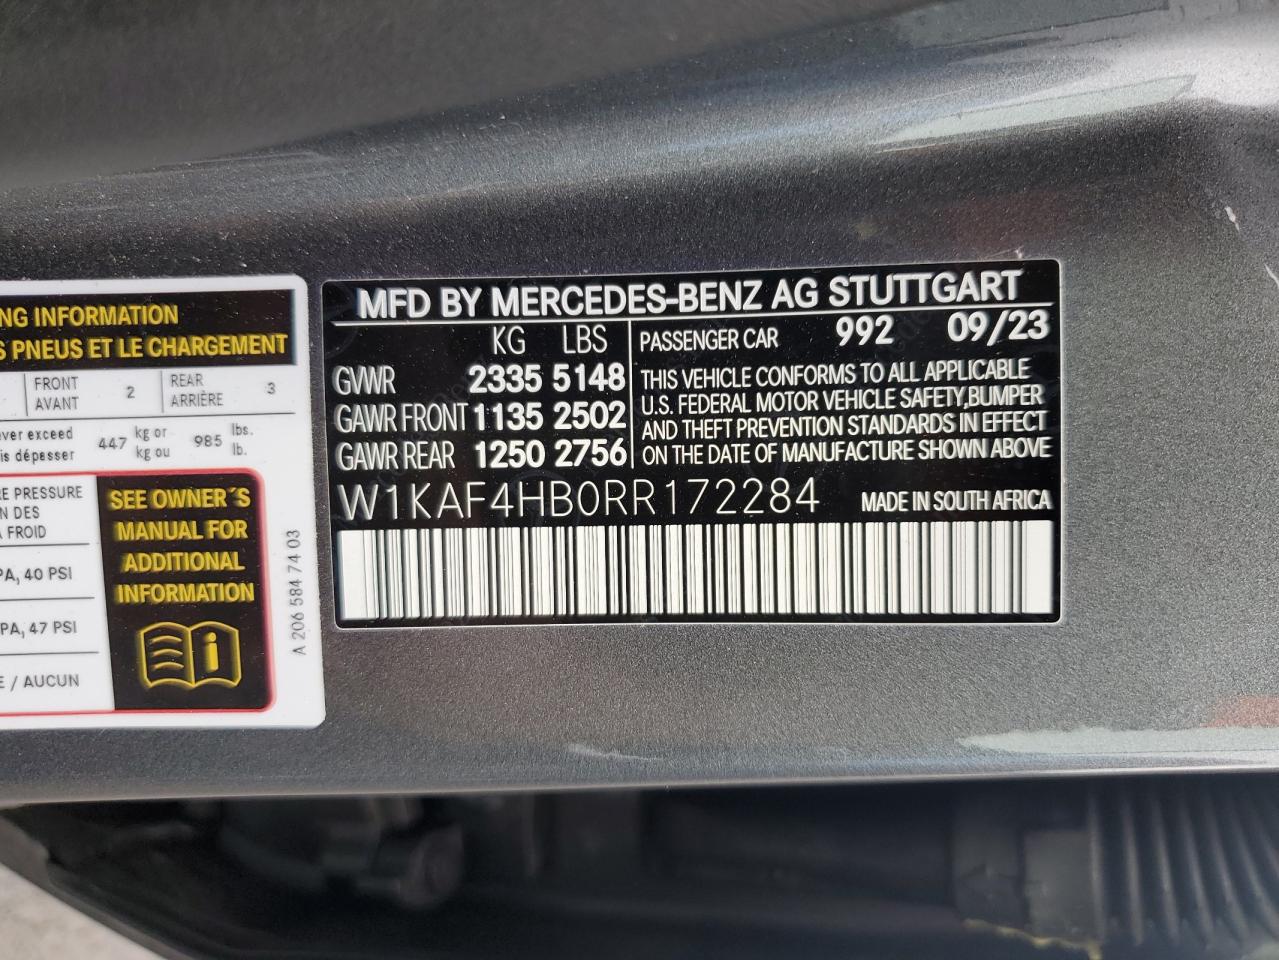 NG INFORMATION
S PNEUS ET LE CHARGEMENT
FRONT
AVANT
2
REAR
ARRIÈRE
3
ver exceed
is dépasser
447
kg or
kg ou
985
lbs.
lb.
E PRESSURE
N DES
FROID
PA, 40 PSI
PA, 47 PSI
E / AUCUN
SEE OWNER´S
MANUAL FOR
ADDITIONAL
INFORMATION
A 206 584 74 03
MFD BY MERCEDES-BENZ AG STUTTGART
KG LBS
GVWR 2335 5148
GAWR FRONT 1135 2502
GAWR REAR 1250 2756
PASSENGER CAR 992 09/23
THIS VEHICLE CONFORMS TO ALL APPLICABLE
U.S. FEDERAL MOTOR VEHICLE SAFETY,BUMPER
AND THEFT PREVENTION STANDARDS IN EFFECT
ON THE DATE OF MANUFACTURE SHOWN ABOVE
W1KAF4HB0RR172284
MADE IN SOUTH AFRICA